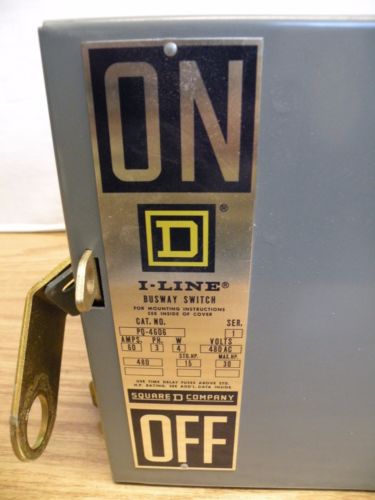 ON
D ®
I-LINE®
BUSWAY SWITCH
FOR MOUNTING INSTRUCTIONS
SEE INSIDE OF COVER
CAT. NO. SER.
PQ-4606 1
AMPS. PH. W VOLTS
60 3 4 480 AC
STD. HP. MAX. HP.
480 15 30
USE TIME DELAY FUSES ABOVE STD.
H.P. RATING. SEE ADD'L DATA INSIDE
SQUARE D COMPANY
OFF